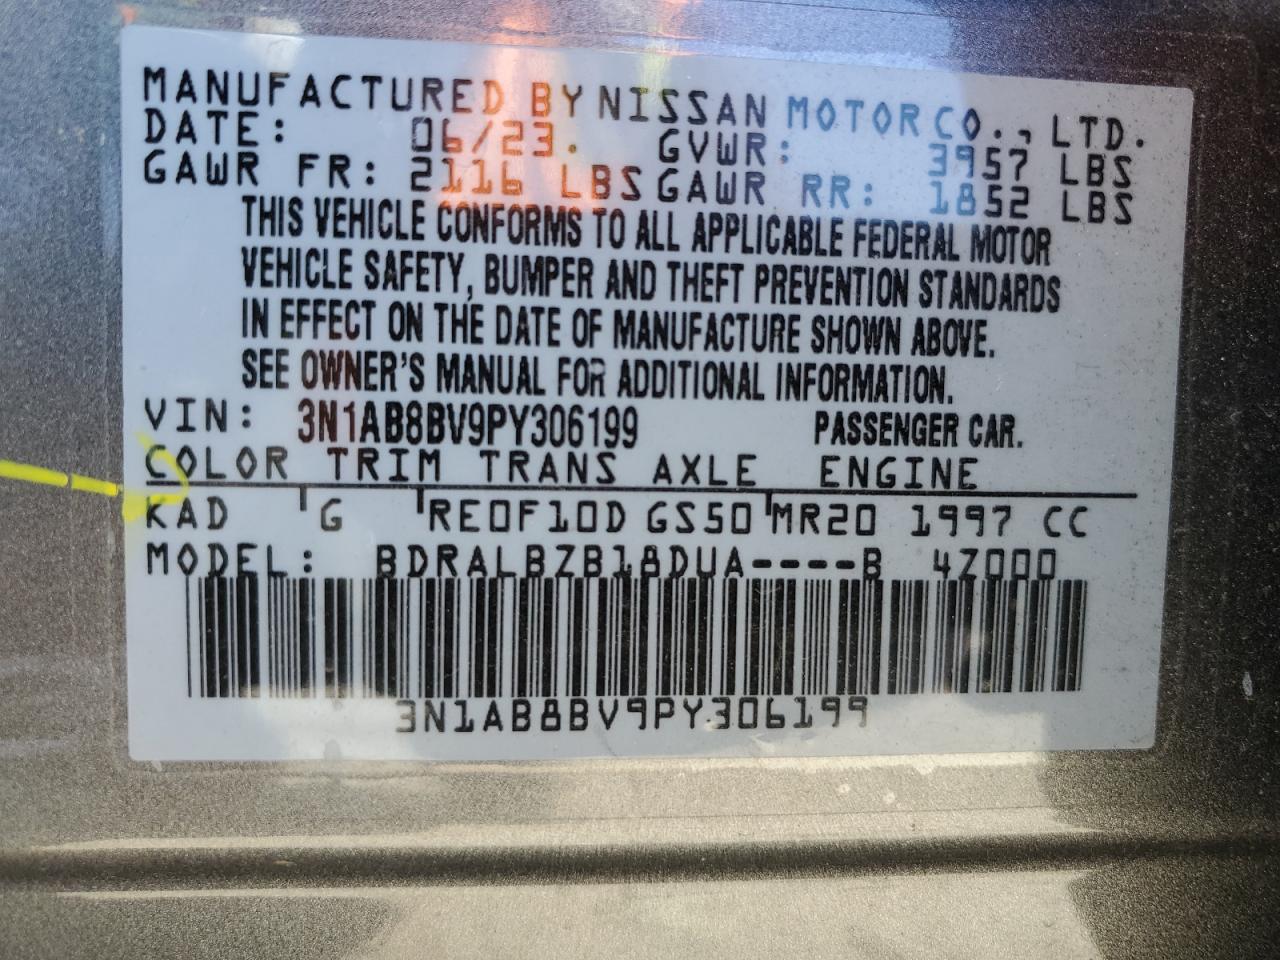 MANUFACTURED BY NISSAN MOTOR CO., LTD.
DATE: 06/23. GVWR: 3957 LBS
GAWR FR: 2116 LBS GAWR RR: 1852 LBS
THIS VEHICLE CONFORMS TO ALL APPLICABLE FEDERAL MOTOR
VEHICLE SAFETY, BUMPER AND THEFT PREVENTION STANDARDS
IN EFFECT ON THE DATE OF MANUFACTURE SHOWN ABOVE.
SEE OWNER'S MANUAL FOR ADDITIONAL INFORMATION.
VIN: 3N1AB8BV9PY306199 PASSENGER CAR.
COLOR TRIM TRANS AXLE ENGINE
KAD G RE0F10D GS50 MR20 1997 CC
MODEL: BDRALBZB18DUA----B 4Z000
3N1AB8BV9PY306199